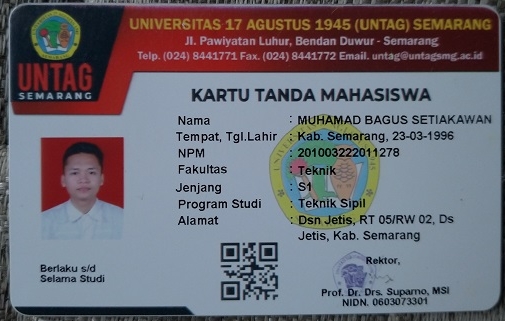 UNIVERSITAS 17 AGUSTUS 1945 (UNTAG) SEMARANG
Jl. Pawiyatan Luhur, Bendan Duwur - Semarang
Telp. (024) 8441771 Fax. (024) 8441772 Email. untag@untagsmg.ac.id
UNTAG
SEMARANG
KARTU TANDA MAHASISWA
Nama : MUHAMAD BAGUS SETIAKAWAN
Tempat, Tgl.Lahir : Kab. Semarang, 23-03-1996
NPM : 201003222011278
Fakultas : Teknik
Jenjang : S1
Program Studi : Teknik Sipil
Alamat : Dsn Jetis, RT 05/RW 02, Ds
Jetis, Kab. Semarang
Berlaku s/d
Selama Studi
Rektor,
Prof. Dr. Drs. Suparno, MSI
NIDN. 0603073301